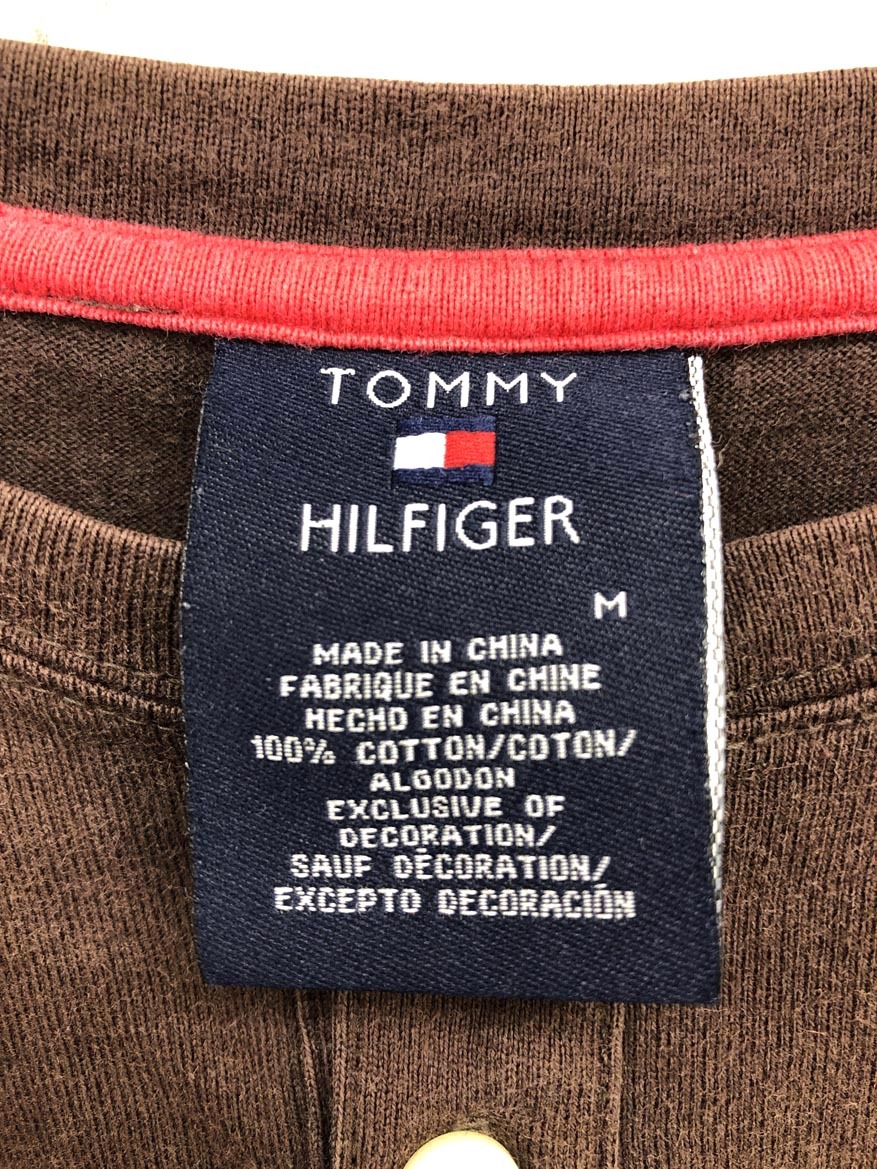 TOMMY
HILFIGER
M
MADE IN CHINA
FABRIQUE EN CHINE
HECHO EN CHINA
100% COTTON/COTON/
ALGODON
EXCLUSIVE OF
DECORATION/
SAUF DÉCORATION/
EXCEPTO DECORACIÓN